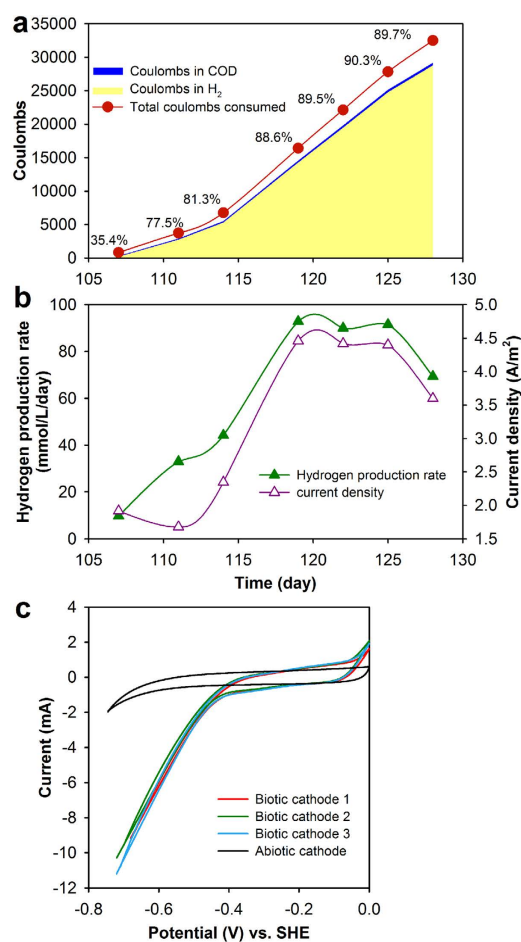 a
35000
30000
25000
20000
15000
10000
5000
0
Coulombs
Coulombs in COD
Coulombs in H2
Total coulombs consumed
35.4%
77.5%
81.3%
88.6%
89.5%
90.3%
89.7%
105 110 115 120 125 130
b
100
80
60
40
20
0
Hydrogen production rate
(mmol/L/day)
5.0
4.5
4.0
3.5
3.0
2.5
2.0
1.5
Current density (A/m²)
Hydrogen production rate
current density
105 110 115 120 125 130
Time (day)
c
4
2
0
-2
-4
-6
-8
-10
-12
Current (mA)
Biotic cathode 1
Biotic cathode 2
Biotic cathode 3
Abiotic cathode
-0.8 -0.6 -0.4 -0.2 0.0
Potential (V) vs. SHE